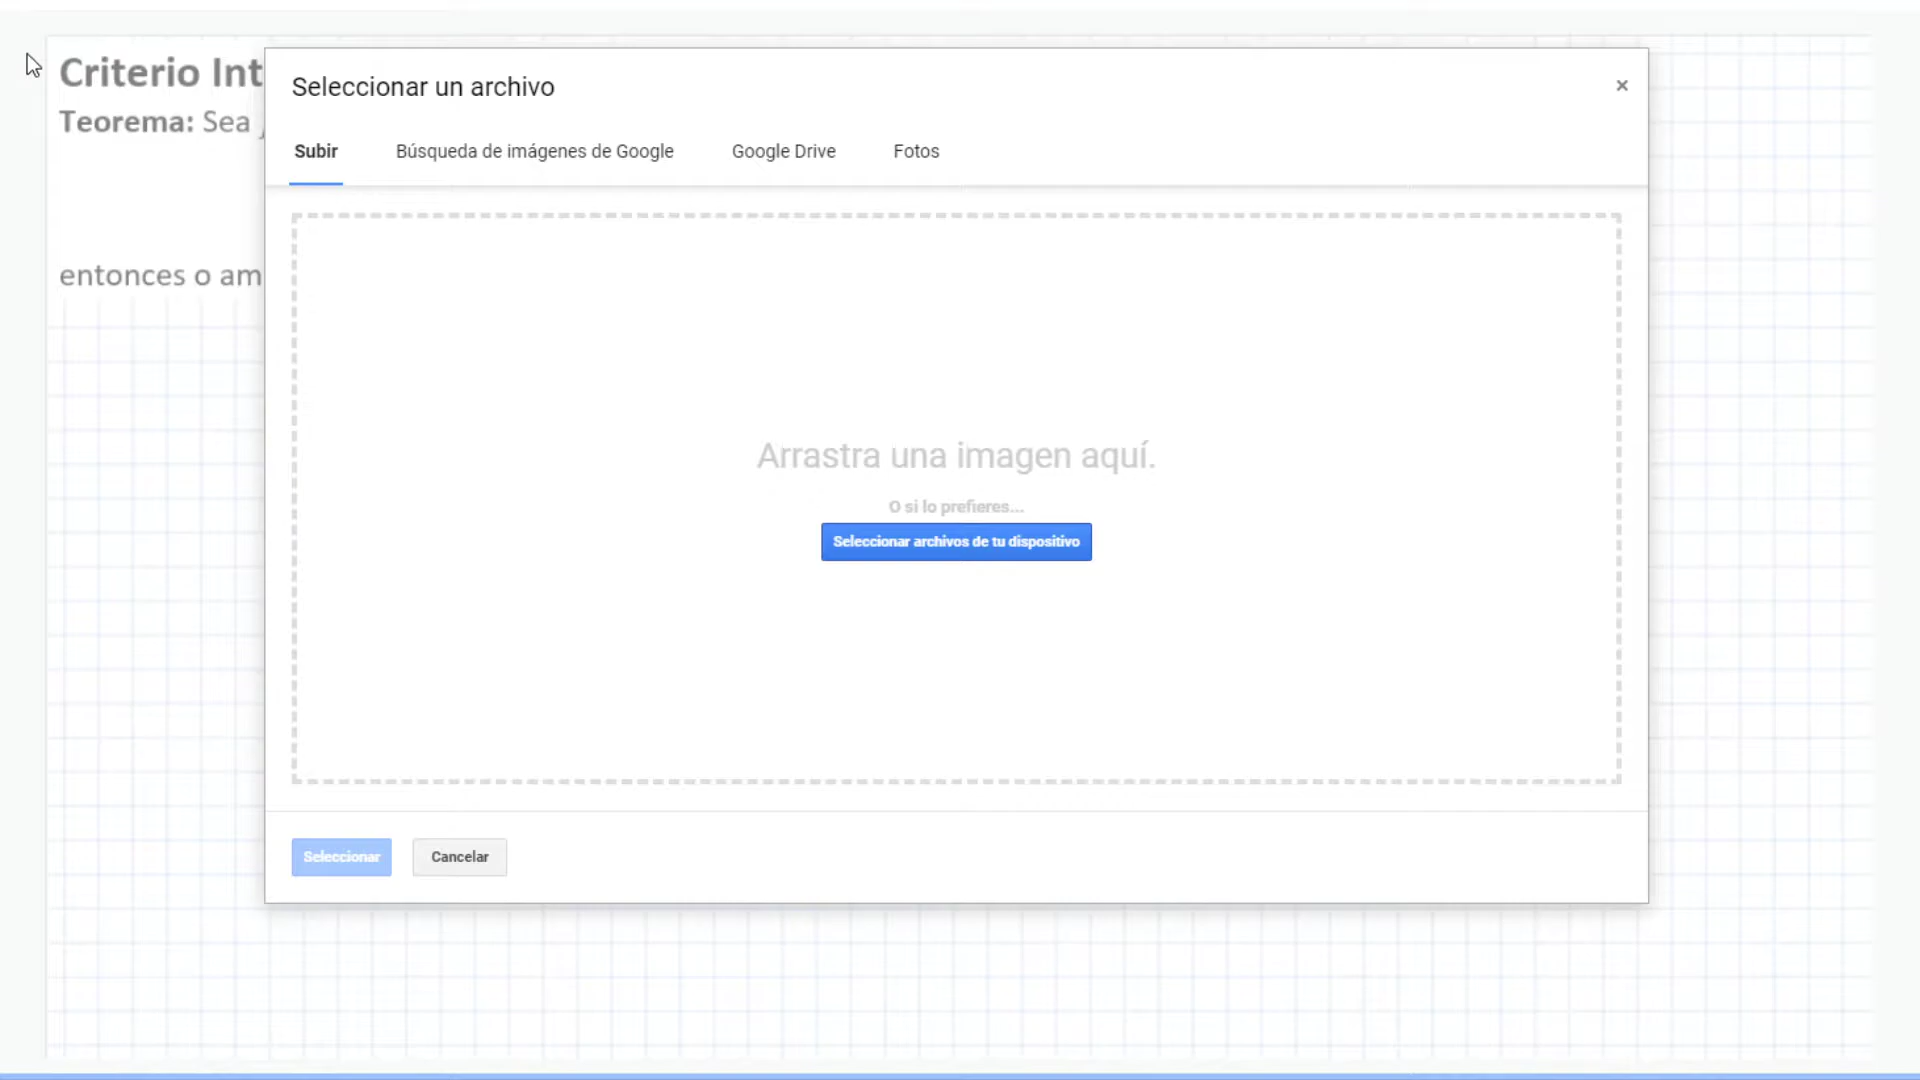 Criterio Int
Teorema: Sea
entonces o am
Seleccionar un archivo
×
Subir Búsqueda de imágenes de Google Google Drive Fotos
Arrastra una imagen aquí.
O si lo prefieres...
Seleccionar archivos de tu dispositivo
Seleccionar Cancelar